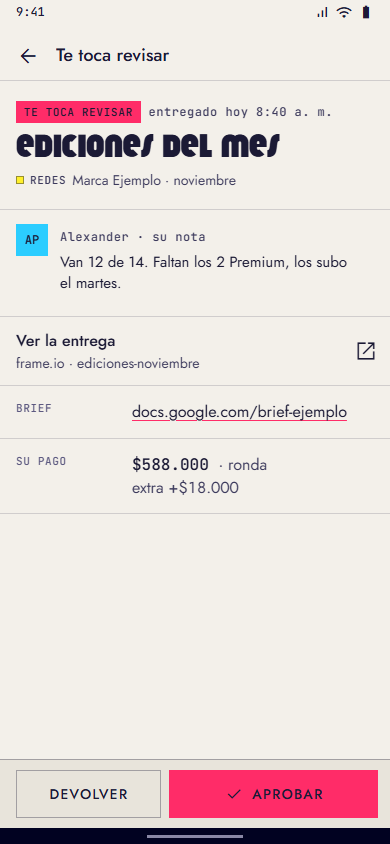 9:41
Te toca revisar
TE TOCA REVISAR entregado hoy 8:40 a. m.
eDICIONES DEL MES
REDES Marca Ejemplo · noviembre
AP
Alexander · su nota
Van 12 de 14. Faltan los 2 Premium, los subo
el martes.
Ver la entrega
frame.io · ediciones-noviembre
BRIEF docs.google.com/brief-ejemplo
SU PAGO $588.000 · ronda
extra +$18.000
DEVOLVER APROBAR